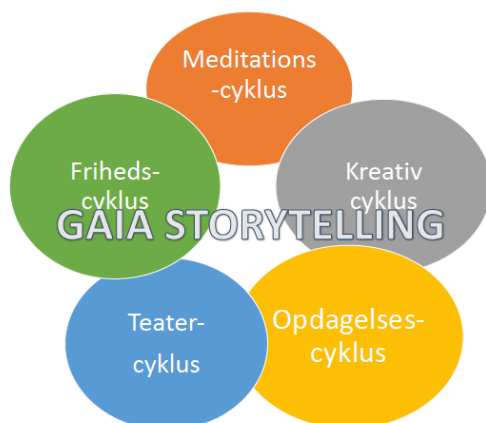 Meditations
-cyklus
Kreativ
cyklus
Opdagelses-
cyklus
Teater-
cyklus
Friheds-
cyklus
GAIA STORYTELLING